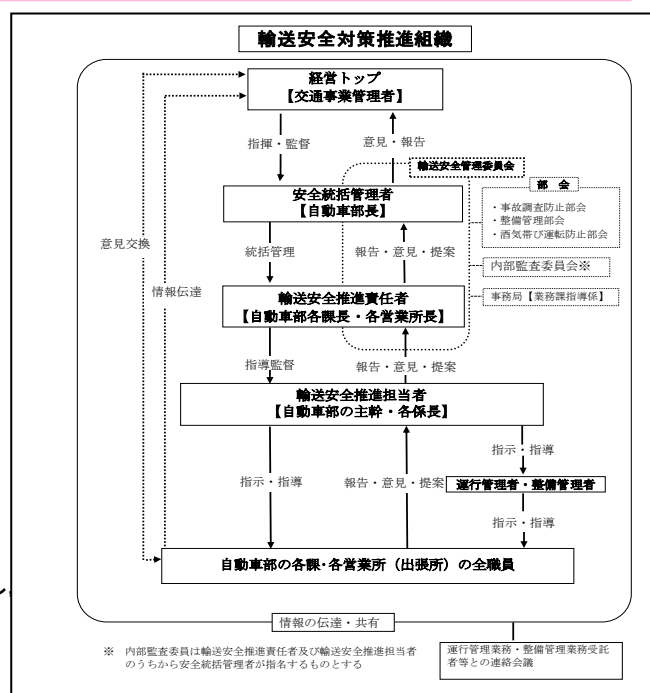 輸送安全対策推進組織
経営トップ
【交通事業管理者】
指揮・監督
意見・報告
輸送安全管理委員会
部 会
・事故調査防止部会
・整備管理部会
・酒気帯び運転防止部会
安全統括管理者
【自動車部長】
意見交換
情報伝達
統括管理
報告・意見・提案
内部監査委員会※
事務局【業務課指導係】
輸送安全推進責任者
【自動車部各課長・各営業所長】
指導監督
報告・意見・提案
輸送安全推進担当者
【自動車部の主幹・各係長】
指示・指導
指示・指導
報告・意見・提案
運行管理者・整備管理者
指示・指導
自動車部の各課・各営業所（出張所）の全職員
情報の伝達・共有
※ 内部監査委員は輸送安全推進責任者及び輸送安全推進担当者
のうちから安全統括管理者が指名するものとする
運行管理業務・整備管理業務受託
者等との連絡会議